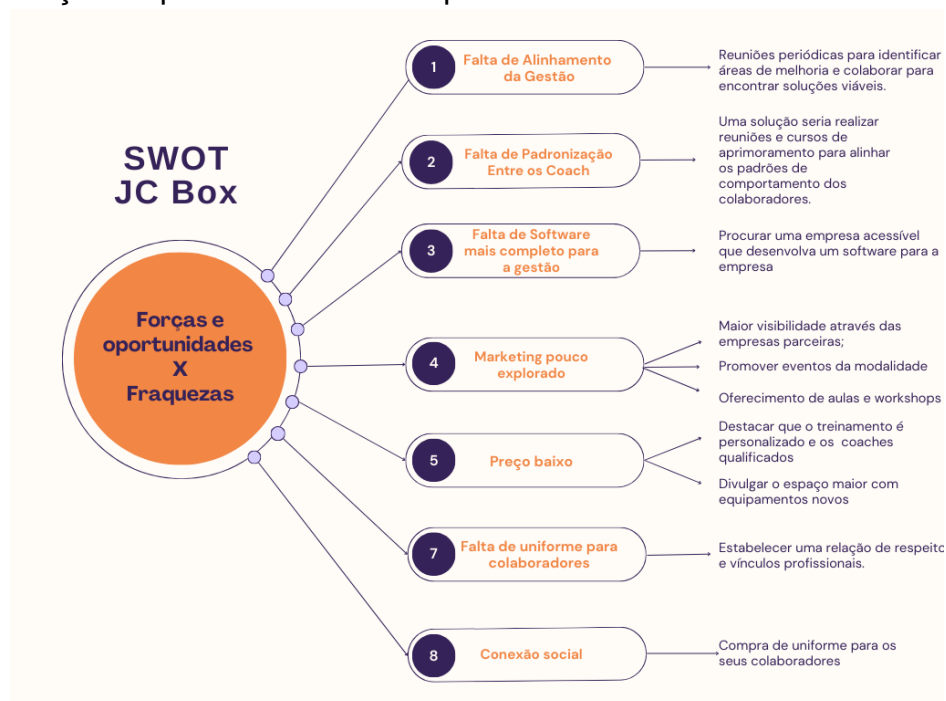 SWOT
JC Box
Forças e
oportunidades
X
Fraquezas
1
Falta de Alinhamento
da Gestão
Reuniões periódicas para identificar
áreas de melhoria e colaborar para
encontrar soluções viáveis.
2
Falta de Padronização
Entre os Coach
Uma solução seria realizar
reuniões e cursos de
aprimoramento para alinhar
os padrões de
comportamento dos
colaboradores.
3
Falta de Software
mais completo para
a gestão
Procurar uma empresa acessível
que desenvolva um software para a
empresa
4
Marketing pouco
explorado
Maior visibilidade através das
empresas parceiras;
Promover eventos da modalidade
Oferecimento de aulas e workshops
5
Preço baixo
Destacar que o treinamento é
personalizado e os coaches
qualificados
Divulgar o espaço maior com
equipamentos novos
7
Falta de uniforme para
colaboradores
Estabelecer uma relação de respeito
e vínculos profissionais.
8
Conexão social
Compra de uniforme para os
seus colaboradores